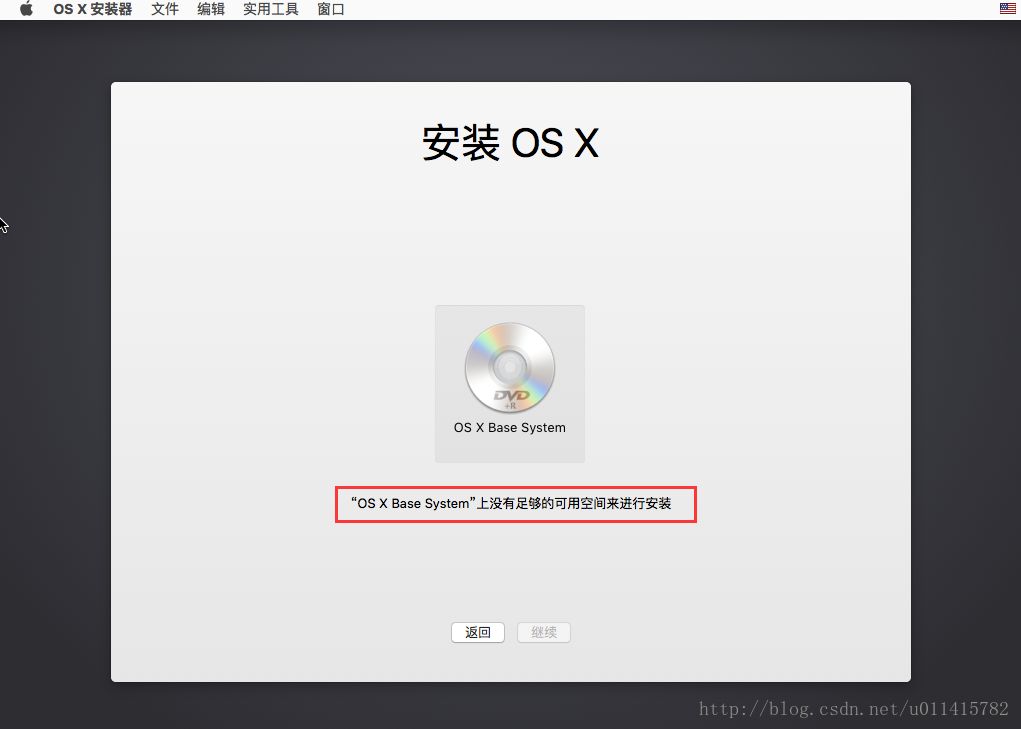 OS X 安装器 文件 编辑 实用工具 窗口
安装 OS X
DVD
+R
OS X Base System
“OS X Base System”上没有足够的可用空间来进行安装
返回 继续
http://blog.csdn.net/u011415782